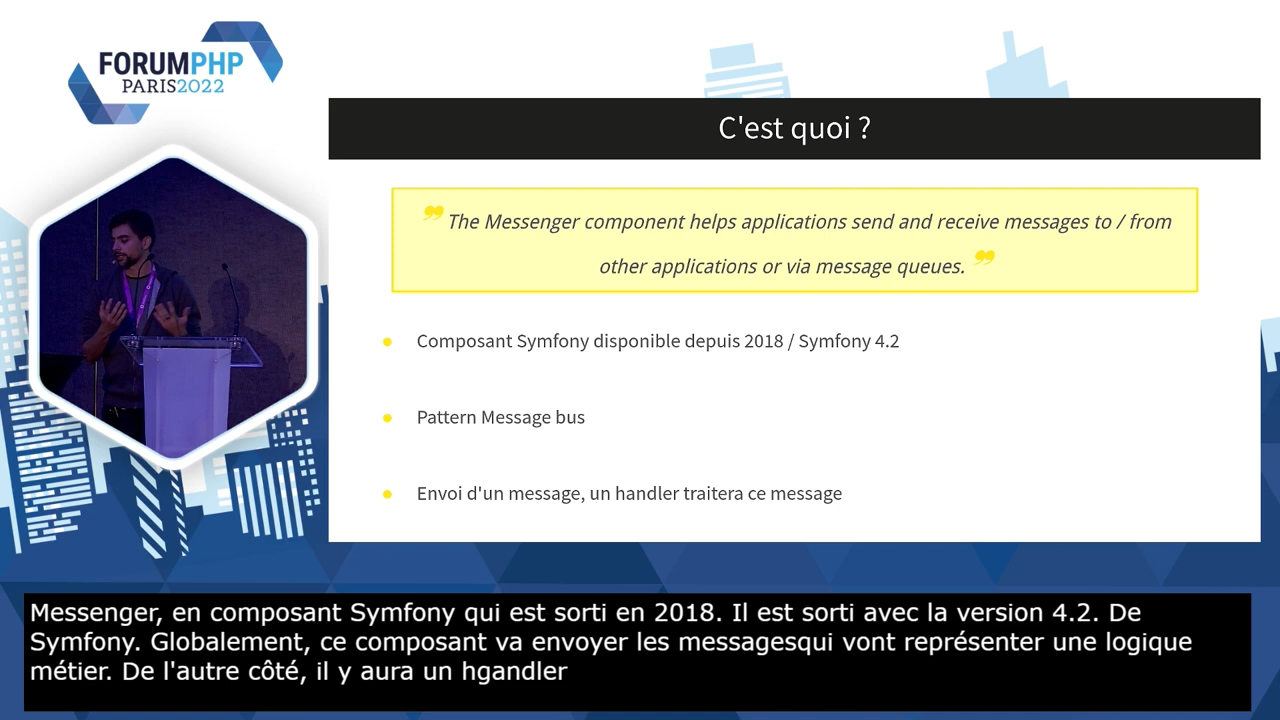 FORUMPHP
PARIS2022
C'est quoi ?
❞ The Messenger component helps applications send and receive messages to / from
other applications or via message queues. ❞
Composant Symfony disponible depuis 2018 / Symfony 4.2
Pattern Message bus
Envoi d'un message, un handler traitera ce message
Messenger, en composant Symfony qui est sorti en 2018. Il est sorti avec la version 4.2. De
Symfony. Globalement, ce composant va envoyer les messagesqui vont représenter une logique
métier. De l'autre côté, il y aura un hgandler